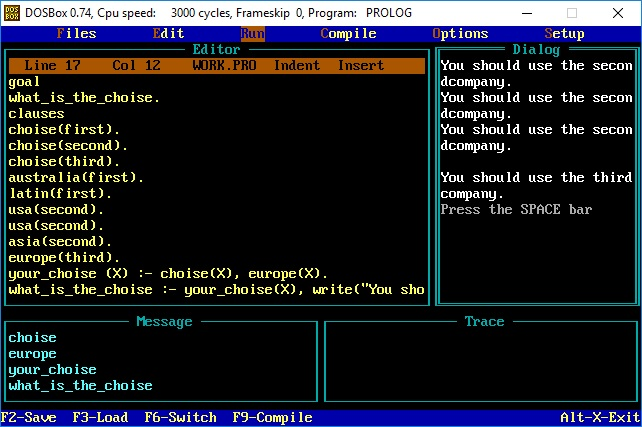 DOS BOX DOSBox 0.74, Cpu speed: 3000 cycles, Frameskip 0, Program: PROLOG
Files Edit Run Compile Options Setup
Editor
Line 17 Col 12 WORK.PRO Indent Insert
goal
what_is_the_choise.
clauses
choise(first).
choise(second).
choise(third).
australia(first).
latin(first).
usa(second).
usa(second).
asia(second).
europe(third).
your_choise (X) :- choise(X), europe(X).
what_is_the_choise :- your_choise(X), write("You sho
Dialog
You should use the secon
dcompany.
You should use the secon
dcompany.
You should use the secon
dcompany.
You should use the third
company.
Press the SPACE bar
Message
choise
europe
your_choise
what_is_the_choise
Trace
F2-Save F3-Load F6-Switch F9-Compile Alt-X-Exit